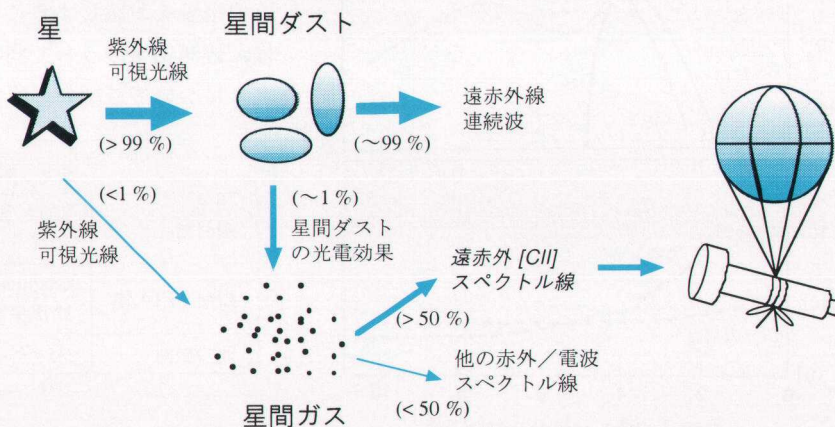 星
紫外線
可視光線
(> 99 %)
星間ダスト
(〜99 %)
遠赤外線
連続波
(<1 %)
紫外線
可視光線
(〜1 %)
星間ダスト
の光電効果
星間ガス
遠赤外 [CII]
スペクトル線
(> 50 %)
他の赤外／電波
スペクトル線
(< 50 %)